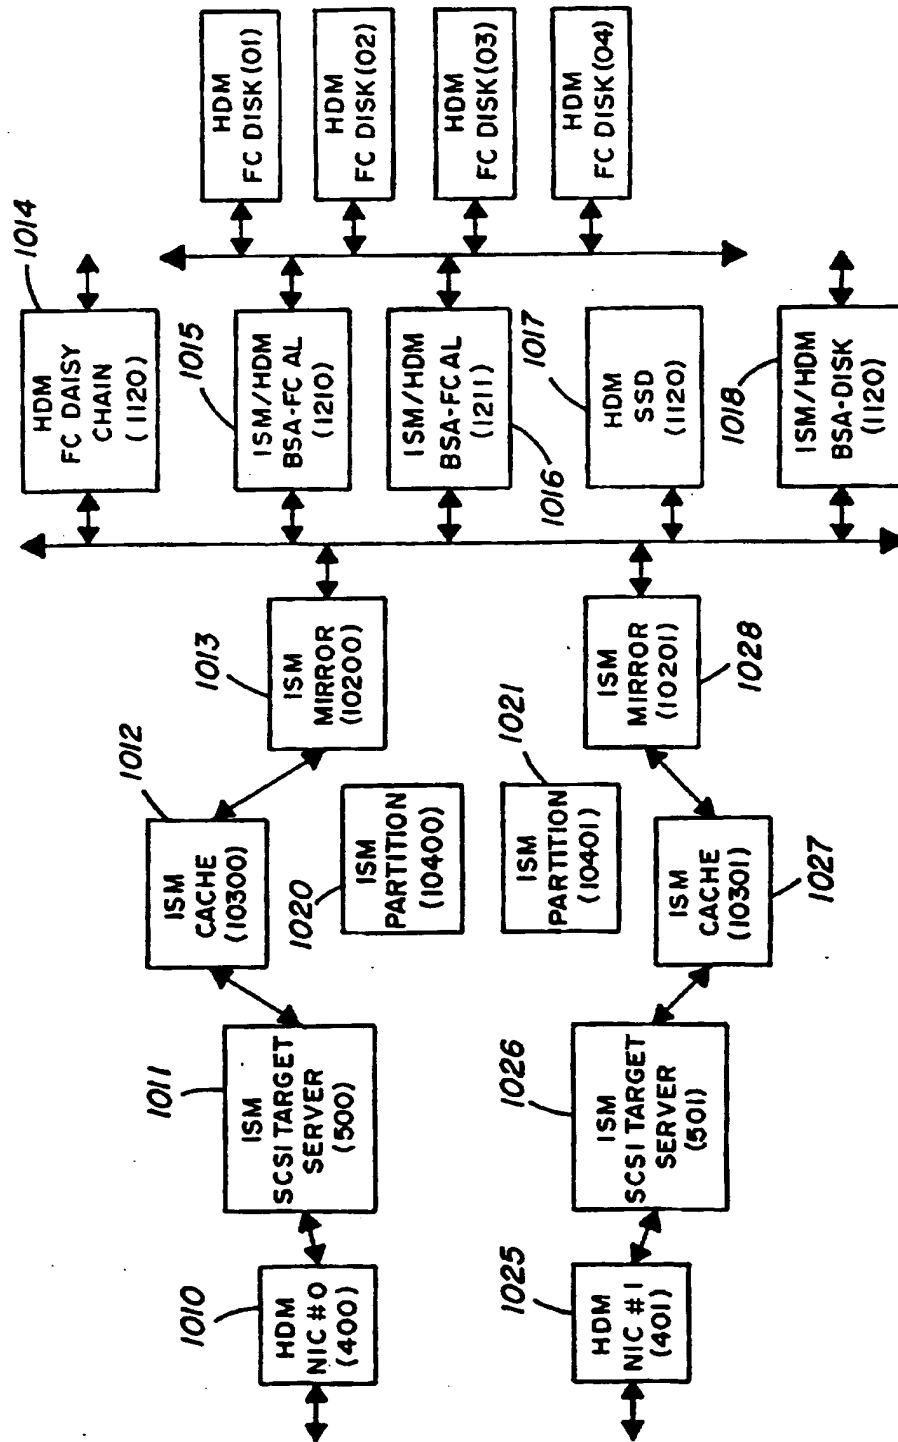 1010
HDM
NIC #0
(400)
1011
ISM
SCSI TARGET
SERVER
(500)
1012
ISM
CACHE
(10300)
1013
ISM
MIRROR
(10200)
1014
HDM
FC DAISY
CHAIN
(1120)
1015
ISM/HDM
BSA-FC AL
(1210)
1016
ISM/HDM
BSA-FC AL
(1211)
1017
HDM
SSD
(1120)
1018
ISM/HDM
BSA-DISK
(1120)
HDM
FC DISK(01)
HDM
FC DISK(02)
HDM
FC DISK(03)
HDM
FC DISK(04)
1020
ISM
PARTITION
(10400)
1021
ISM
PARTITION
(10401)
1025
HDM
NIC #1
(401)
1026
ISM
SCSI TARGET
SERVER
(501)
1027
ISM
CACHE
(10301)
1028
ISM
MIRROR
(10201)